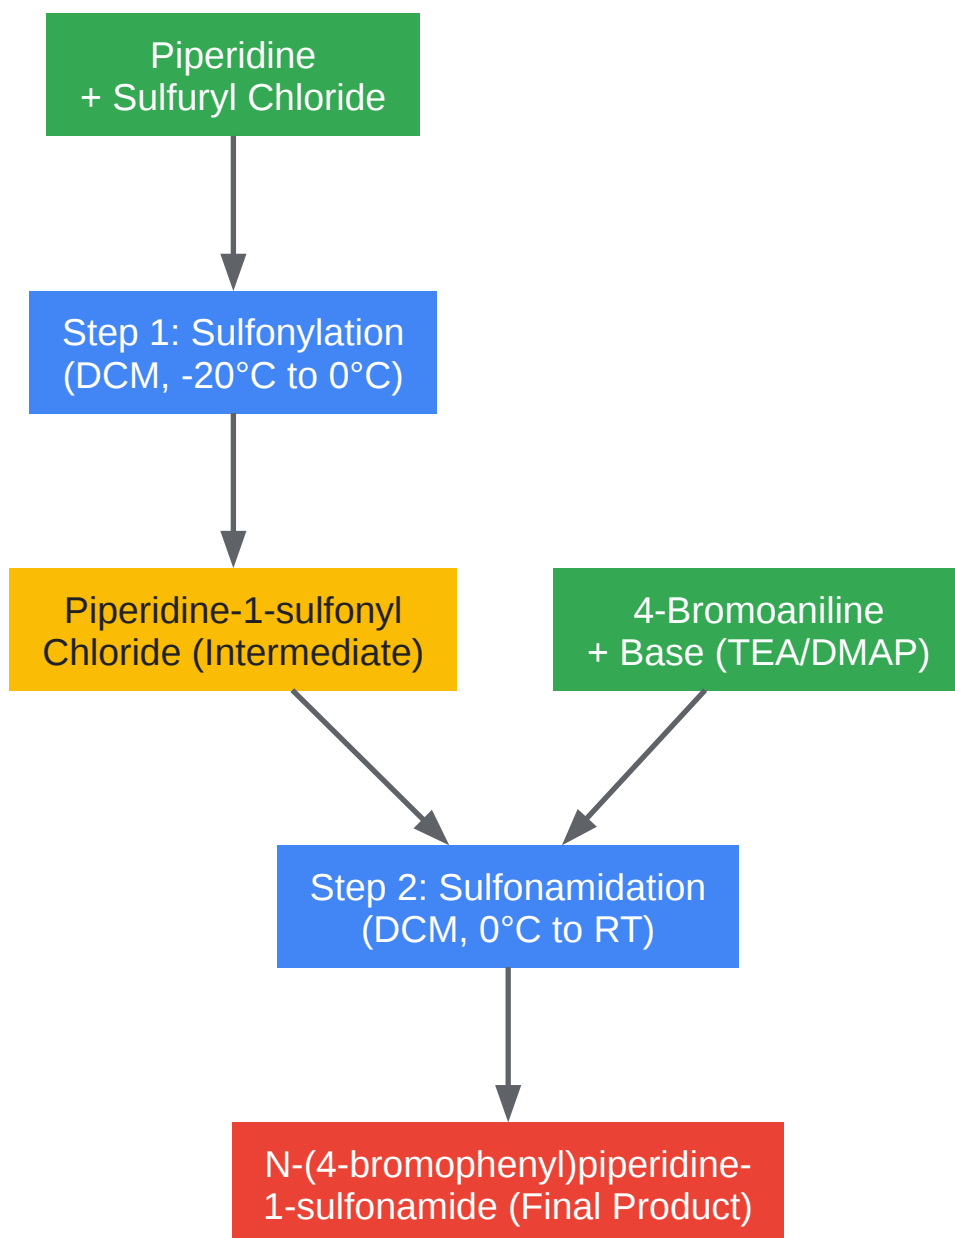 Piperidine
+ Sulfuryl Chloride
Step 1: Sulfonylation
(DCM, -20°C to 0°C)
Piperidine-1-sulfonyl
Chloride (Intermediate)
4-Bromoaniline
+ Base (TEA/DMAP)
Step 2: Sulfonamidation
(DCM, 0°C to RT)
N-(4-bromophenyl)piperidine-
1-sulfonamide (Final Product)